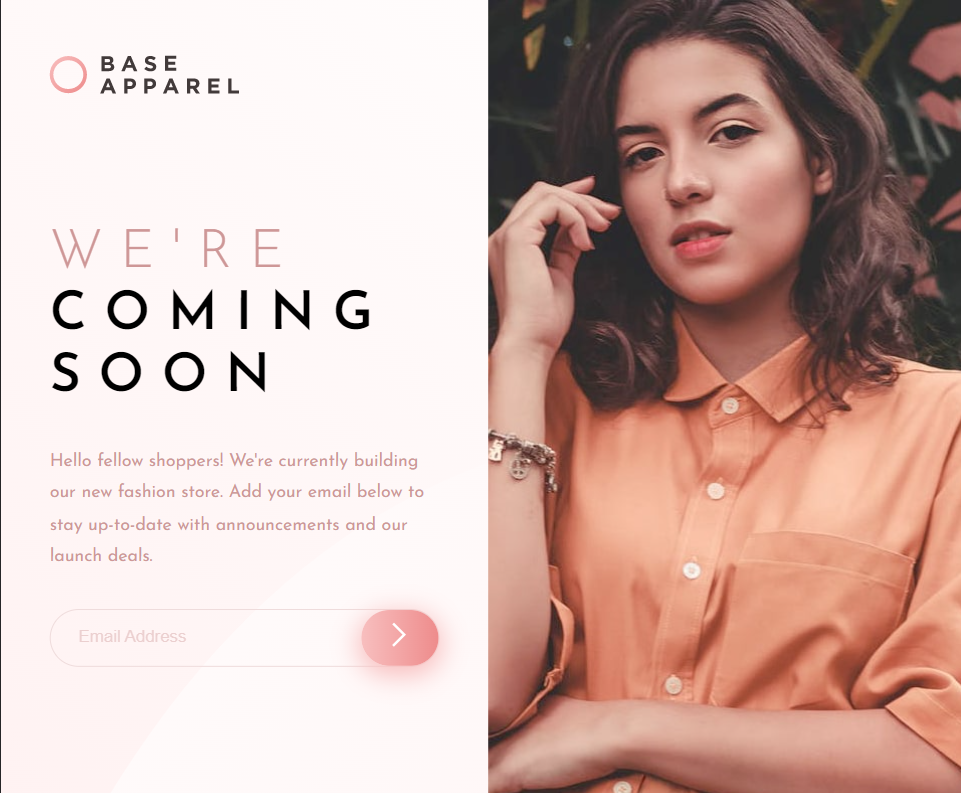 BASE
APPAREL
WE'RE
COMING
SOON
Hello fellow shoppers! We're currently building
our new fashion store. Add your email below to
stay up-to-date with announcements and our
launch deals.
Email Address